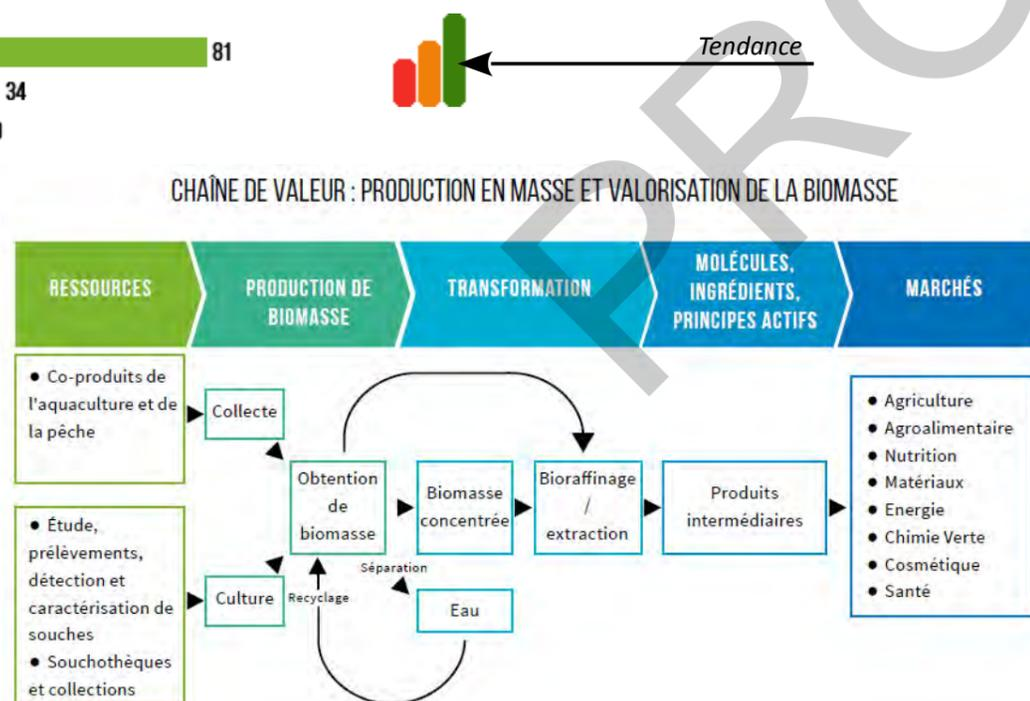 81
34
Tendance
CHAÎNE DE VALEUR : PRODUCTION EN MASSE ET VALORISATION DE LA BIOMASSE
RESSOURCES
PRODUCTION DE
BIOMASSE
TRANSFORMATION
MOLÉCULES,
INGRÉDIENTS,
PRINCIPES ACTIFS
MARCHÉS
● Co-produits de
l'aquaculture et de
la pêche
● Étude,
prélèvements,
détection et
caractérisation de
souches
● Souchothèques
et collections
Collecte
Culture
Obtention
de
biomasse
Recyclage
Séparation
Biomasse
concentrée
Eau
Bioraffinage
/
extraction
Produits
intermédiaires
● Agriculture
● Agroalimentaire
● Nutrition
● Matériaux
● Energie
● Chimie Verte
● Cosmétique
● Santé
PRO